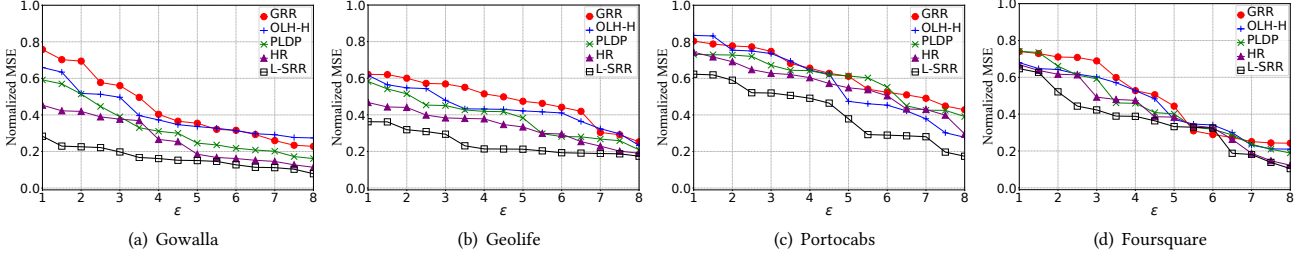 Normalized MSE
1.0
0.8
0.6
0.4
0.2
0.0
1 2 3 4 5 6 7 8
ε
GRR
OLH-H
PLDP
HR
L-SRR
(a) Gowalla
Normalized MSE
1.0
0.8
0.6
0.4
0.2
0.0
1 2 3 4 5 6 7 8
ε
GRR
OLH-H
PLDP
HR
L-SRR
(b) Geolife
Normalized MSE
1.0
0.8
0.6
0.4
0.2
0.0
1 2 3 4 5 6 7 8
ε
GRR
OLH-H
PLDP
HR
L-SRR
(c) Portocabs
Normalized MSE
1.0
0.8
0.6
0.4
0.2
0.0
1 2 3 4 5 6 7 8
ε
GRR
OLH-H
PLDP
HR
L-SRR
(d) Foursquare